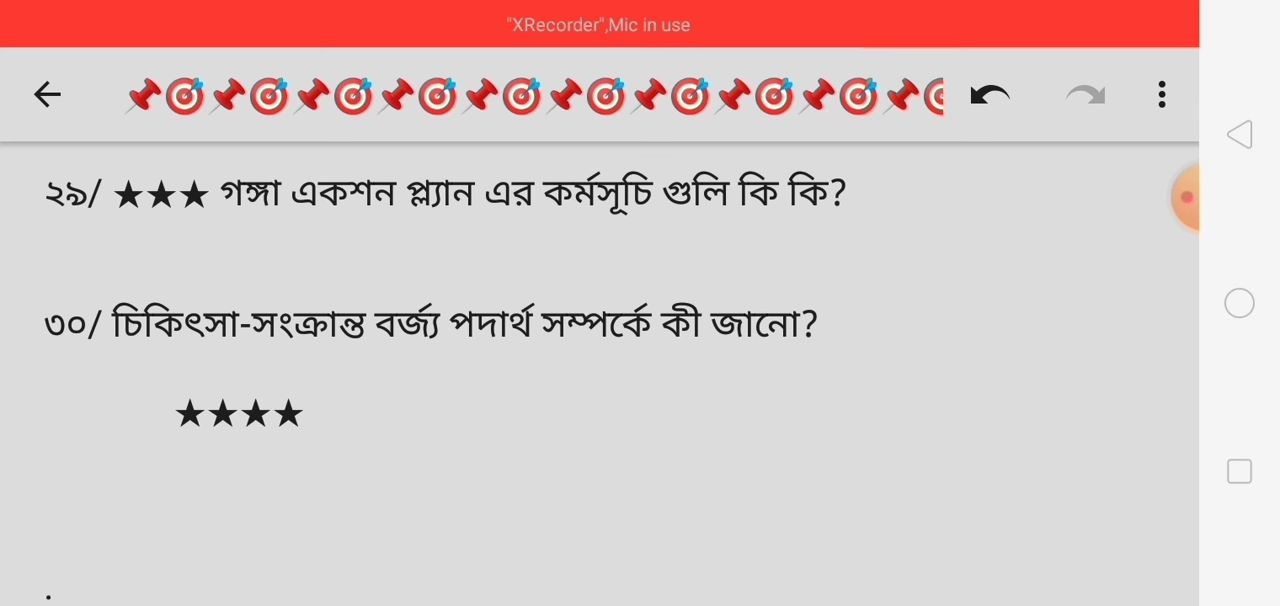 "XRecorder",Mic in use
২৯/ ★★★ গঙ্গা একশন প্ল্যান এর কর্মসূচি গুলি কি কি?
৩০/ চিকিৎসা-সংক্রান্ত বর্জ্য পদার্থ সম্পর্কে কী জানো?
★★★★
.